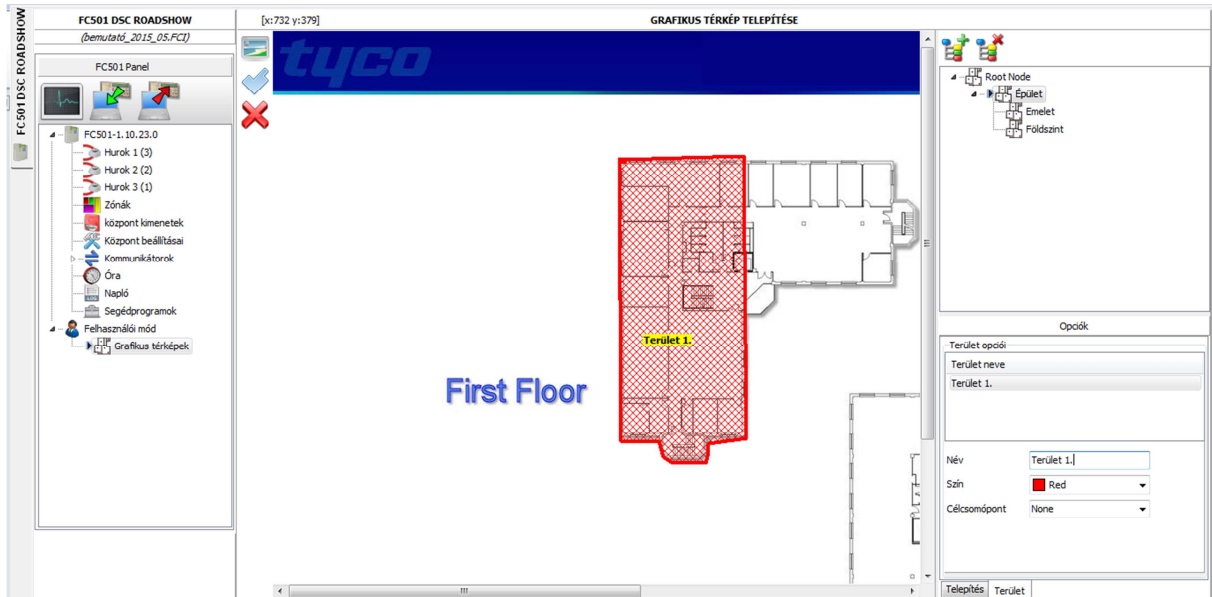 FC501 DSC ROADSHOW
FC501 DSC ROADSHOW
(bemutató_2015_05.FCI)
FC501 Panel
FC501-1.10.23.0
Hurok 1 (3)
Hurok 2 (2)
Hurok 3 (1)
Zónák
központ kimenetek
Központ beállításai
Kommunikátorok
Óra
LOG
Napló
Segédprogramok
Felhasználói mód
Grafikus térképek
[x:732 y:379]
GRAFIKUS TÉRKÉP TELEPÍTÉSE
tyco
Terület 1.
First Floor
Root Node
Épület
Emelet
Földszint
Opciók
Terület opciói
Terület neve
Terület 1.
Név Terület 1.
Szín Red
Célcsomópont None
Telepítés Terület